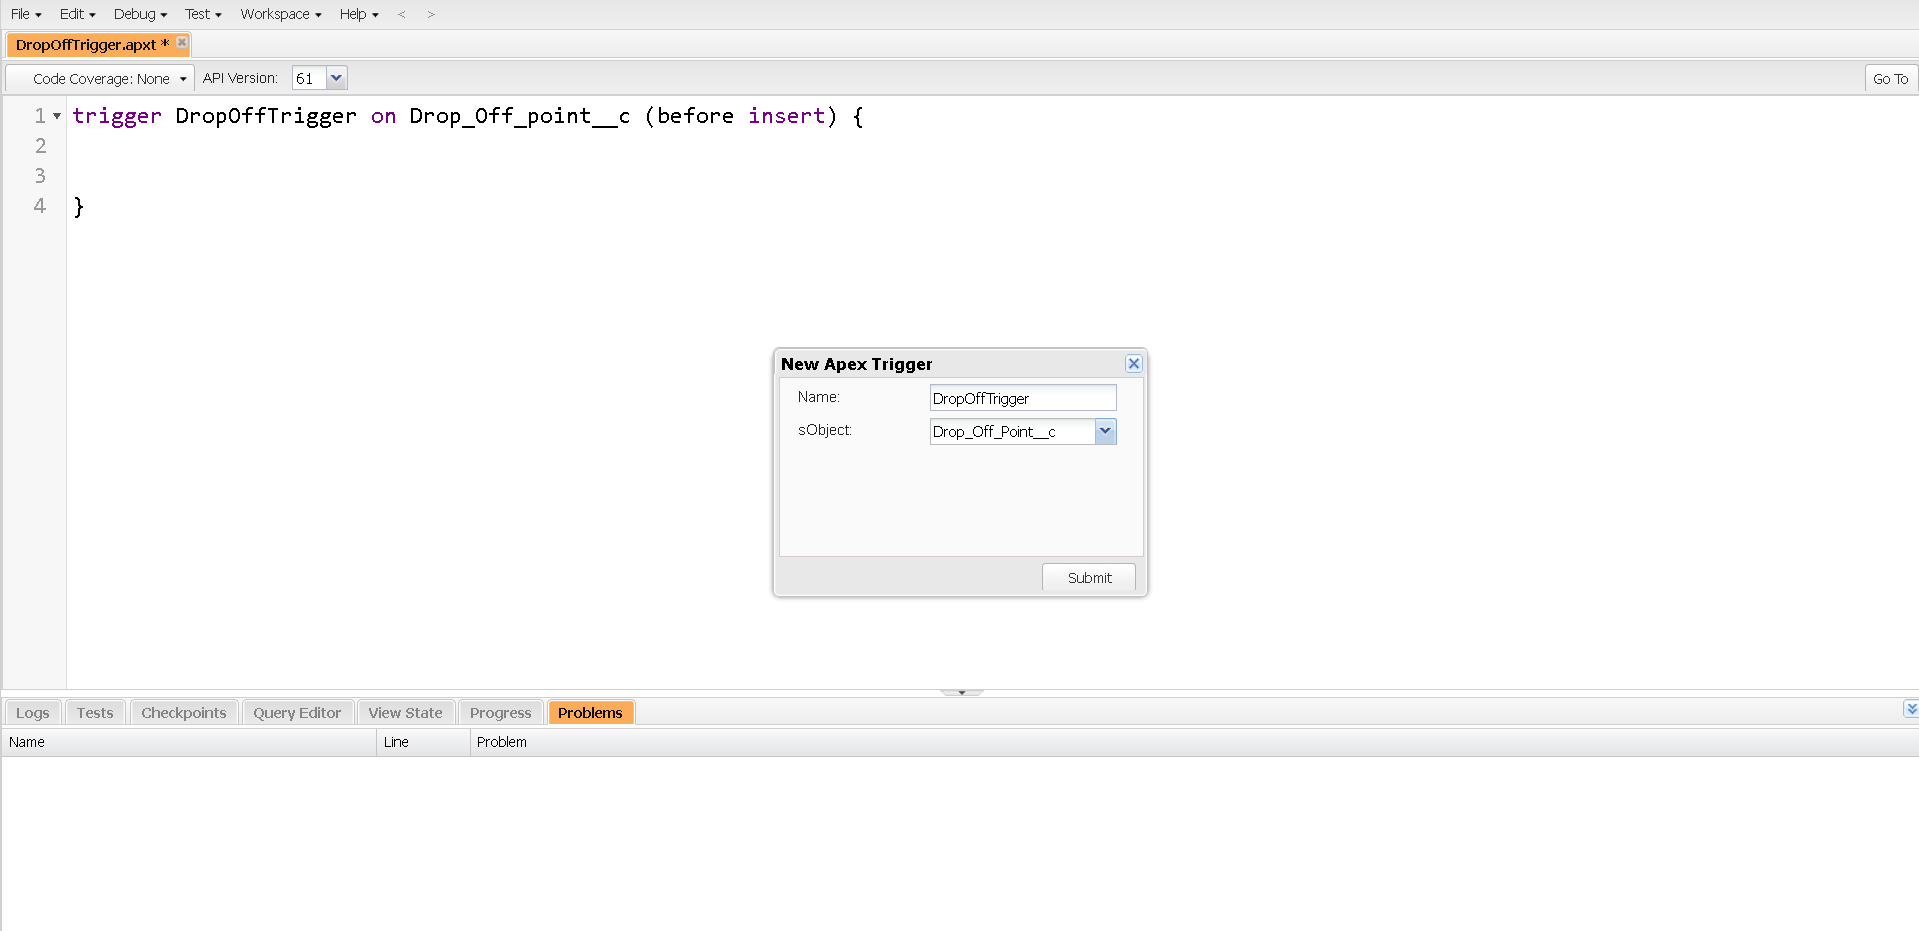 File Edit Debug Test Workspace Help < >
DropOffTrigger.apxt *
Code Coverage: None API Version: 61 Go To
1 trigger DropOffTrigger on Drop_Off_point__c (before insert) {
2
3
4 }
New Apex Trigger
Name: DropOffTrigger
sObject: Drop_Off_Point__c
Submit
Logs Tests Checkpoints Query Editor View State Progress Problems
Name Line Problem